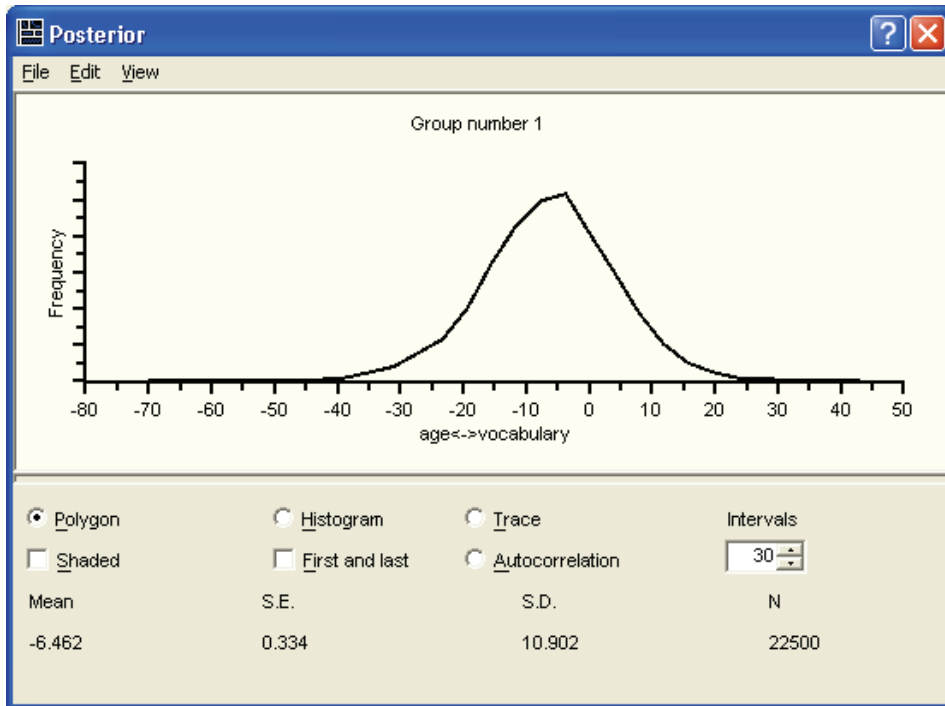 Posterior
File Edit View
Group number 1
Frequency
-80 -70 -60 -50 -40 -30 -20 -10 0 10 20 30 40 50
age<->vocabulary
Polygon Histogram Trace Intervals
Shaded First and last Autocorrelation 30
Mean S.E. S.D. N
-6.462 0.334 10.902 22500